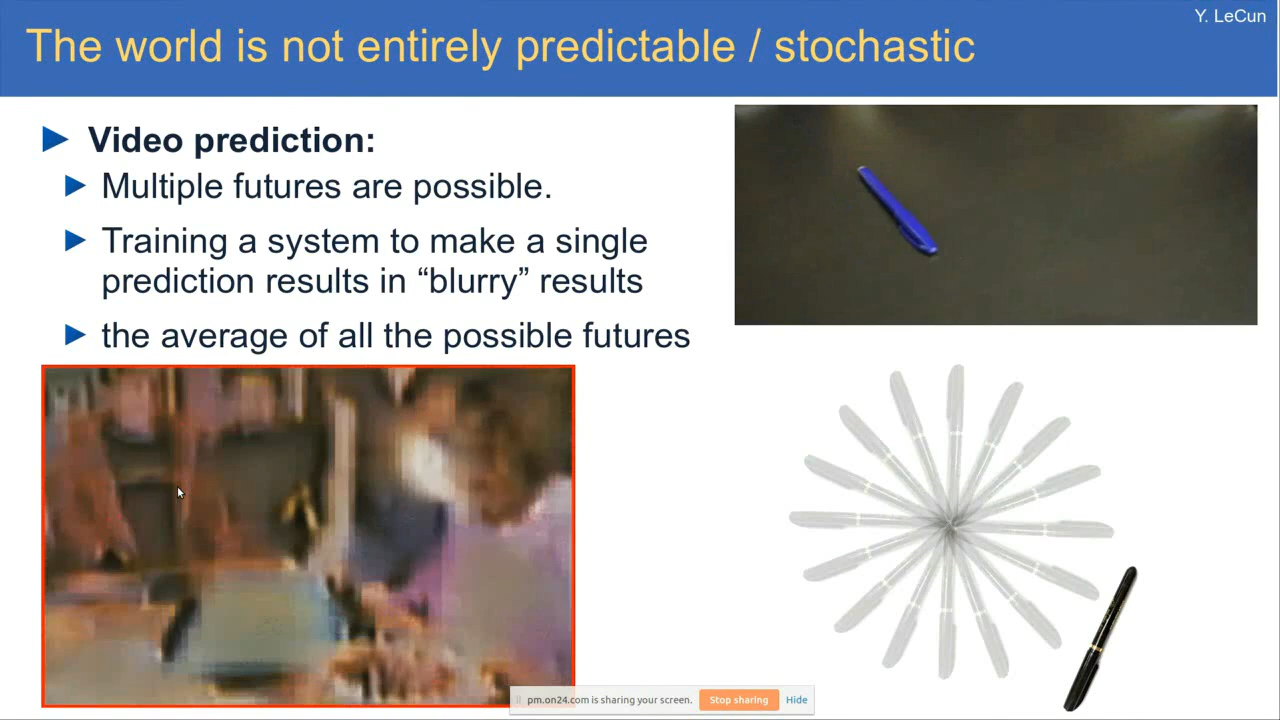 Y. LeCun
The world is not entirely predictable / stochastic
Video prediction:
Multiple futures are possible.
Training a system to make a single
prediction results in “blurry” results
the average of all the possible futures
pm.on24.com is sharing your screen. Stop sharing Hide